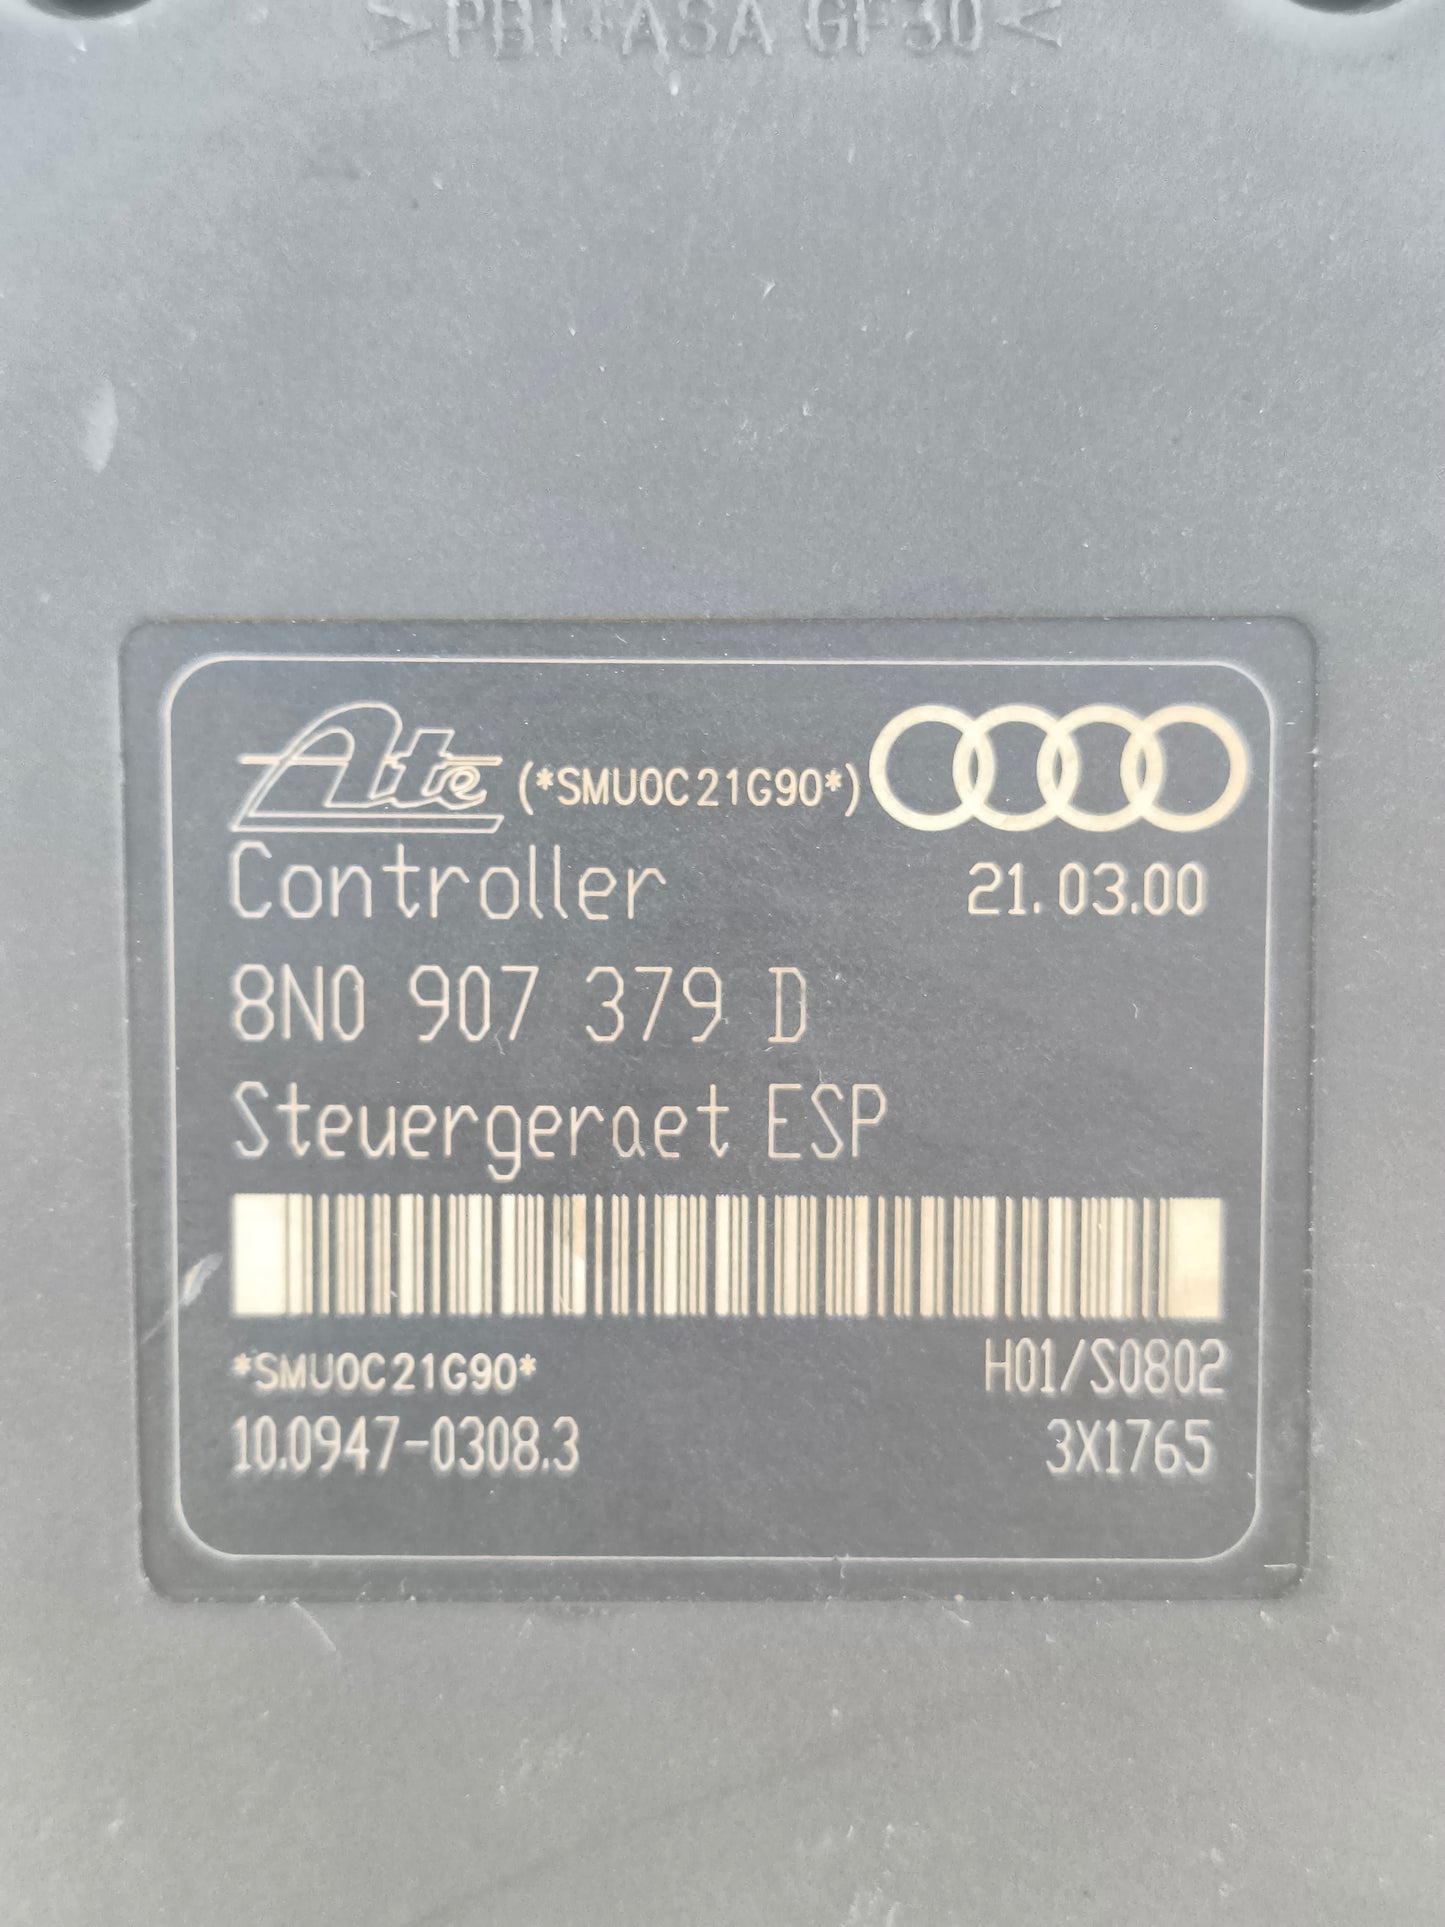 >PBT+ASA GF30<
Ate (*SMU0C21G90*)
Controller 21.03.00
8N0 907 379 D
Steuergeraet ESP
*SMU0C21G90* H01/S0802
10.0947-0308.3 3X1765